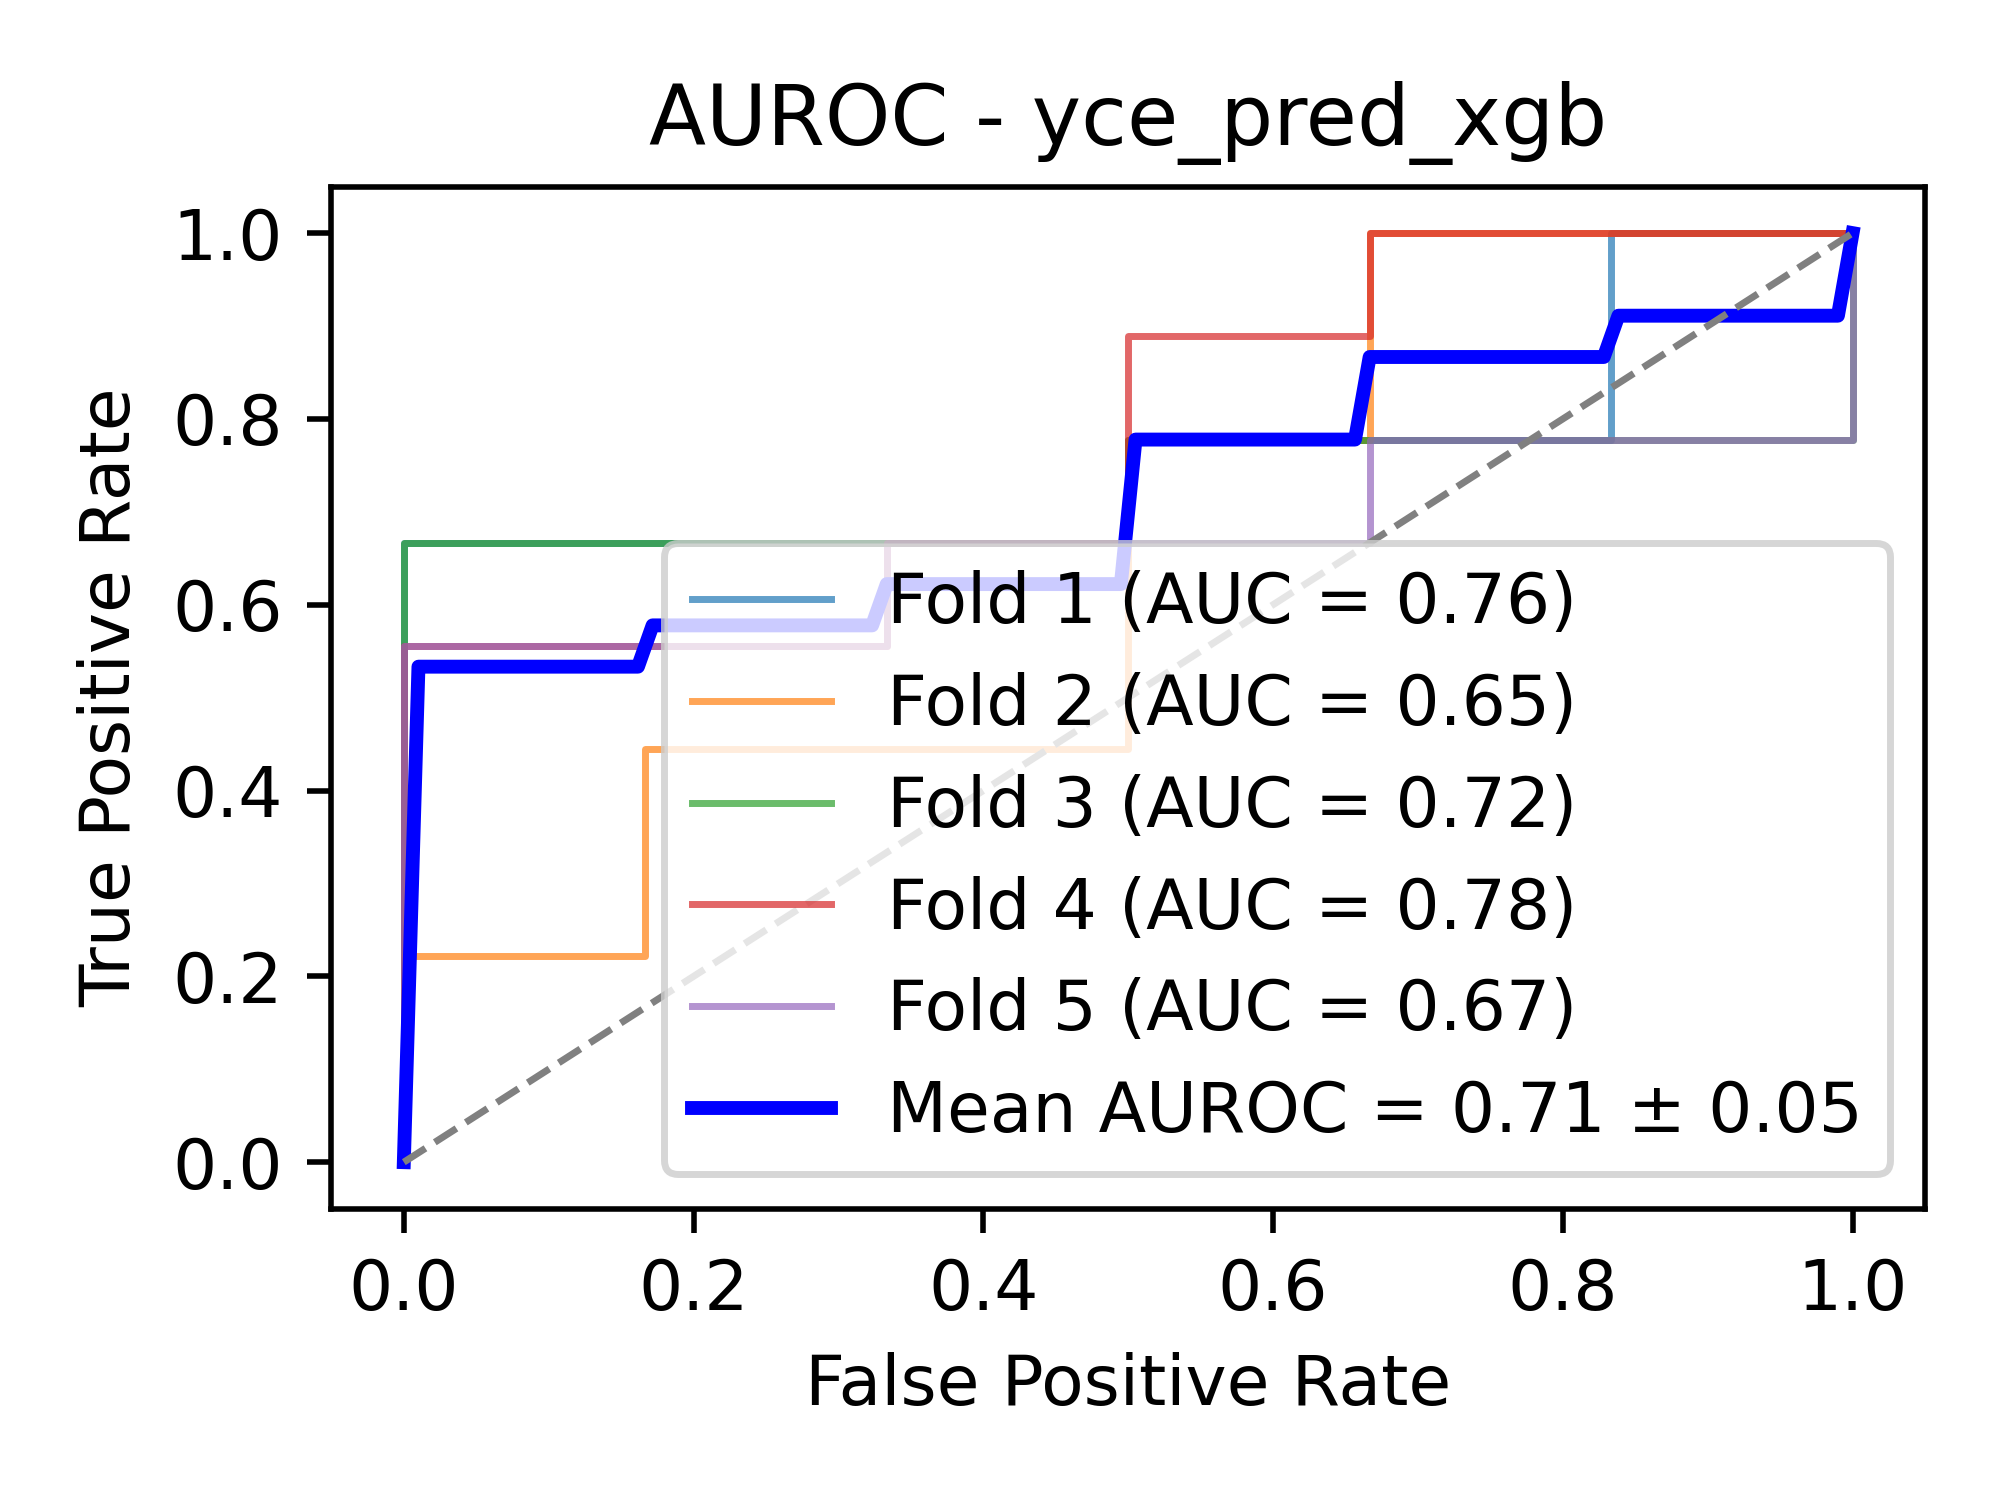 AUROC - yce_pred_xgb
True Positive Rate
1.0
0.8
0.6
0.4
0.2
0.0
Fold 1 (AUC = 0.76)
Fold 2 (AUC = 0.65)
Fold 3 (AUC = 0.72)
Fold 4 (AUC = 0.78)
Fold 5 (AUC = 0.67)
Mean AUROC = 0.71 ± 0.05
0.0 0.2 0.4 0.6 0.8 1.0
False Positive Rate